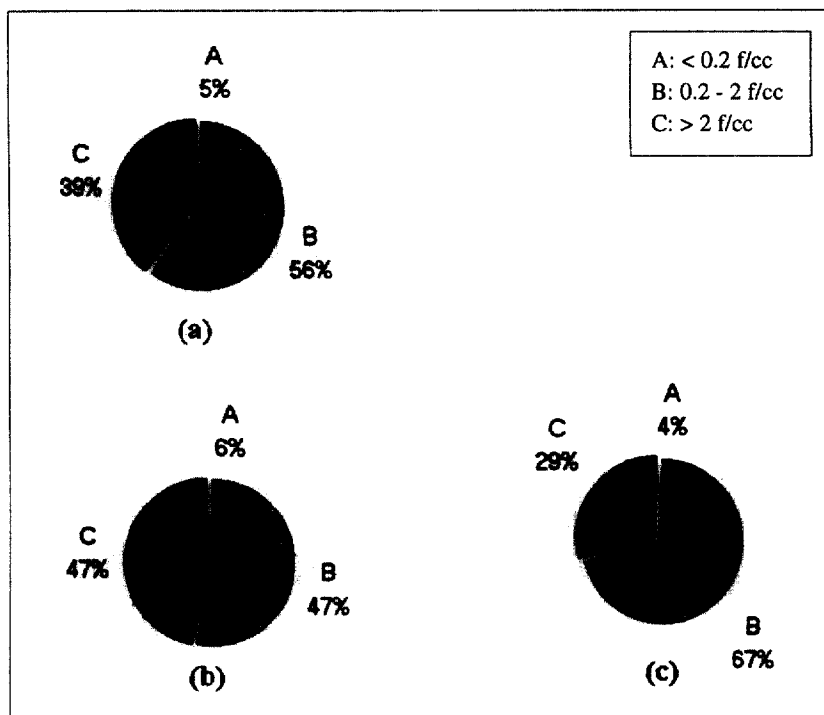 A: < 0.2 f/cc
B: 0.2 - 2 f/cc
C: > 2 f/cc
A
5%
C
39%
B
56%
(a)
A
6%
C
47%
B
47%
(b)
A
4%
C
29%
B
67%
(c)